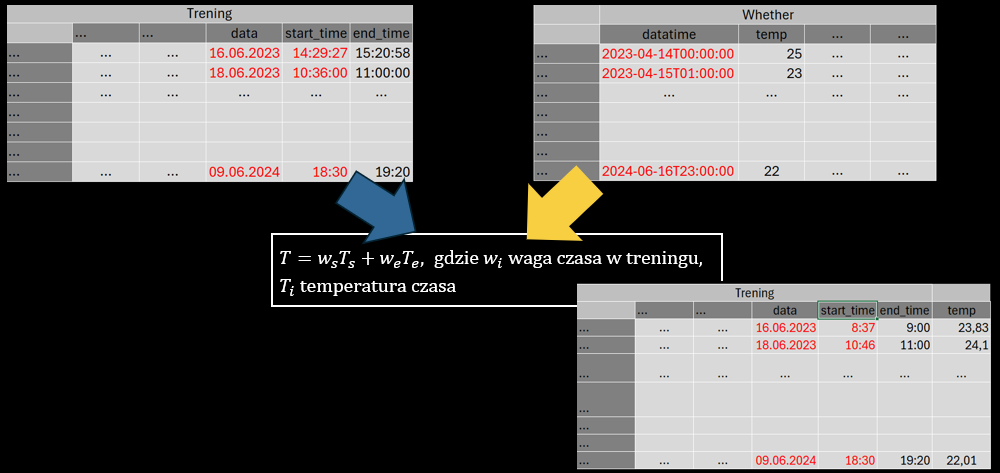 Trening
... ... data start_time end_time
... ... ... 16.06.2023 14:29:27 15:20:58
... ... ... 18.06.2023 10:36:00 11:00:00
... ... ... ... ... ...
...
...
...
... ... ... 09.06.2024 18:30 19:20
Whether
datatime temp ... ...
... 2023-04-14T00:00:00 25 ... ...
... 2023-04-15T01:00:00 23 ... ...
... ... ... ... ...
...
...
...
... 2024-06-16T23:00:00 22 ... ...
T = wₛTₛ + wₑTₑ, gdzie wᵢ waga czasa w treningu,
Tᵢ temperatura czasa
Trening
... ... data start_time end_time temp
... ... ... 16.06.2023 8:37 9:00 23,83
... ... ... 18.06.2023 10:46 11:00 24,1
... ... ... ... ... ... ...
...
...
...
... ... ... 09.06.2024 18:30 19:20 22,01